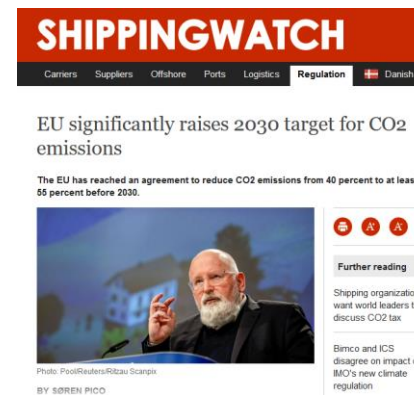 SHIPPINGWATCH
Carriers Suppliers Offshore Ports Logistics Regulation Danish
EU significantly raises 2030 target for CO2
emissions
The EU has reached an agreement to reduce CO2 emissions from 40 percent to at leas
55 percent before 2030.
Further reading
Shipping organizatio
want world leaders t
discuss CO2 tax
Bimco and ICS
disagree on impact
IMO's new climate
regulation
Photo: Pool/Reuters/Ritzau Scanpix
BY SØREN PICO